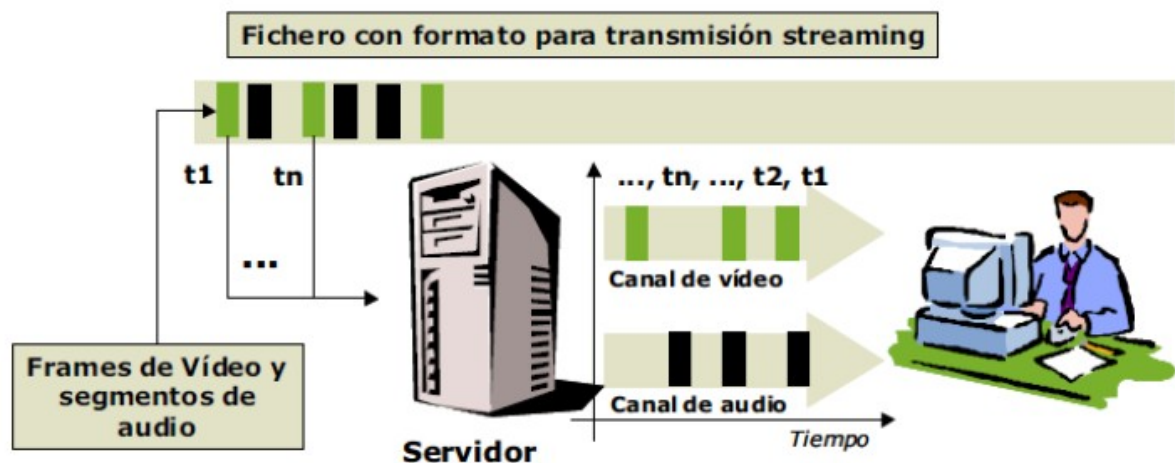 Fichero con formato para transmisión streaming
t1
tn
...
..., tn, ..., t2, t1
Canal de vídeo
Frames de Vídeo y
segmentos de
audio
Canal de audio
Tiempo
Servidor